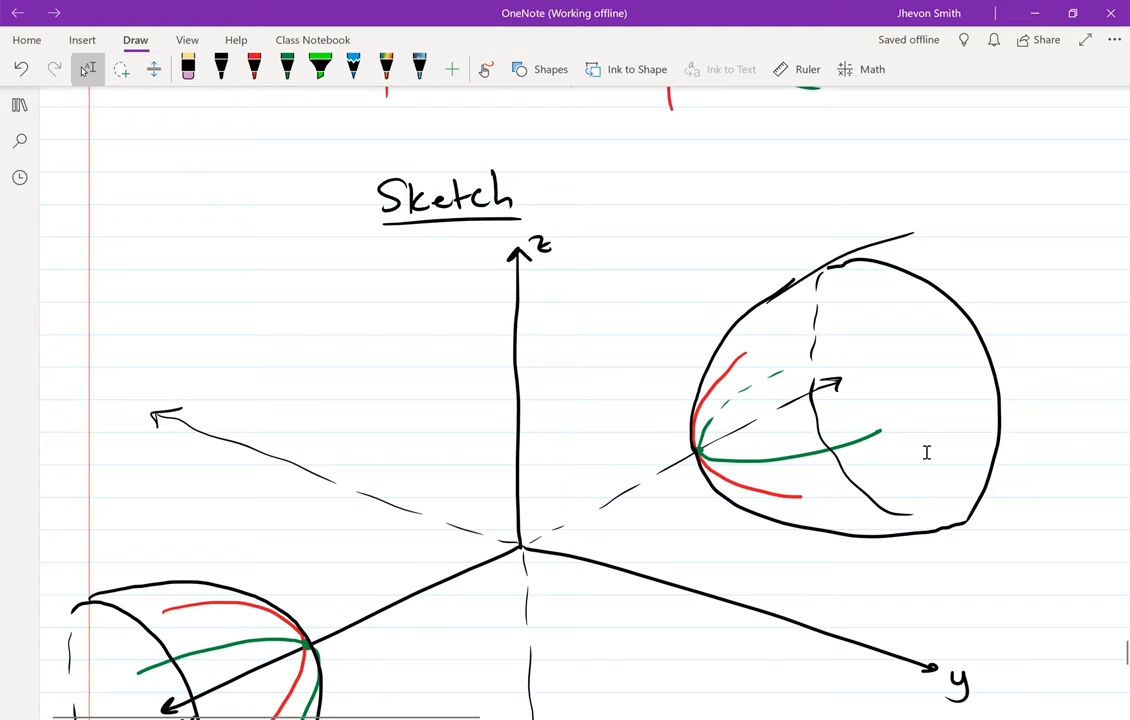 OneNote (Working offline)
Jhevon Smith
Home Insert Draw View Help Class Notebook
Saved offline
Share
Shapes
Ink to Shape
Ink to Text
Ruler
Math
Sketch
z
y